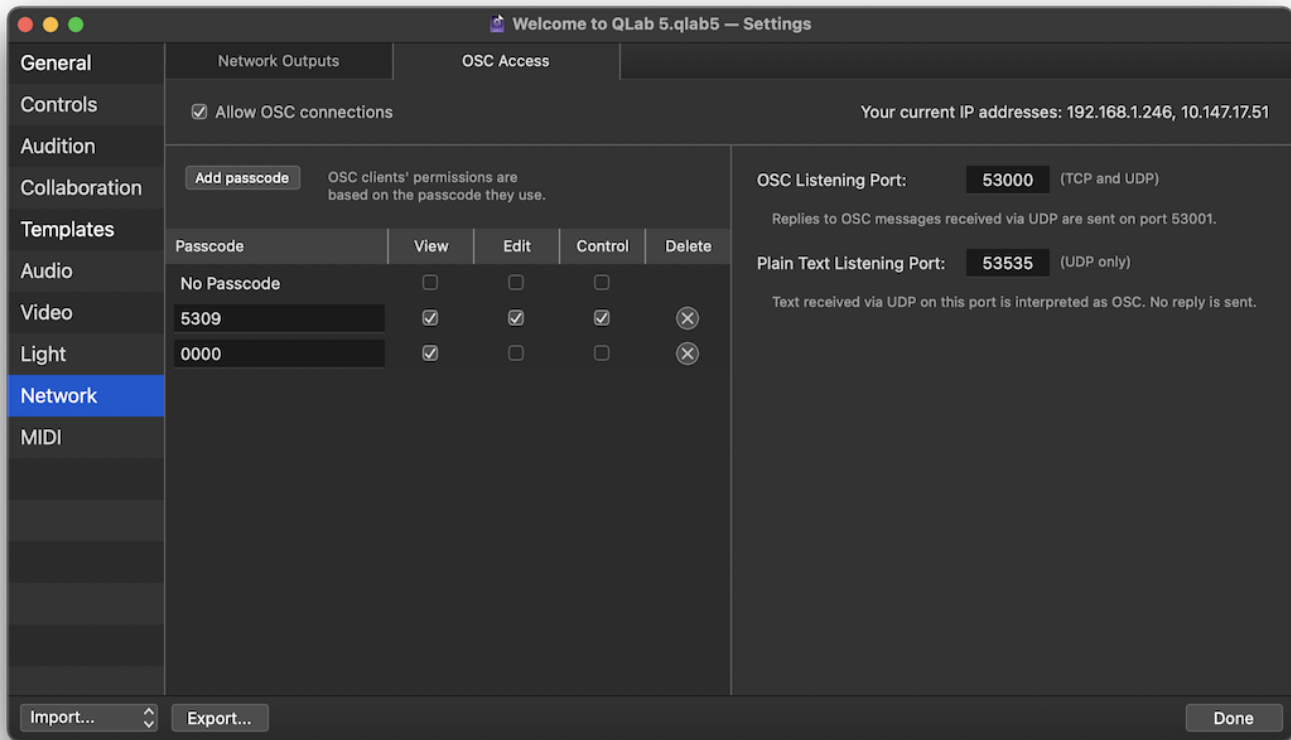 Welcome to QLab 5.qlab5 — Settings
General
Controls
Audition
Collaboration
Templates
Audio
Video
Light
Network
MIDI
Network Outputs
OSC Access
Allow OSC connections
Your current IP addresses: 192.168.1.246, 10.147.17.51
Add passcode
OSC clients' permissions are
based on the passcode they use.
Passcode View Edit Control Delete
No Passcode
5309
0000
OSC Listening Port: 53000 (TCP and UDP)
Replies to OSC messages received via UDP are sent on port 53001.
Plain Text Listening Port: 53535 (UDP only)
Text received via UDP on this port is interpreted as OSC. No reply is sent.
Import...
Export...
Done